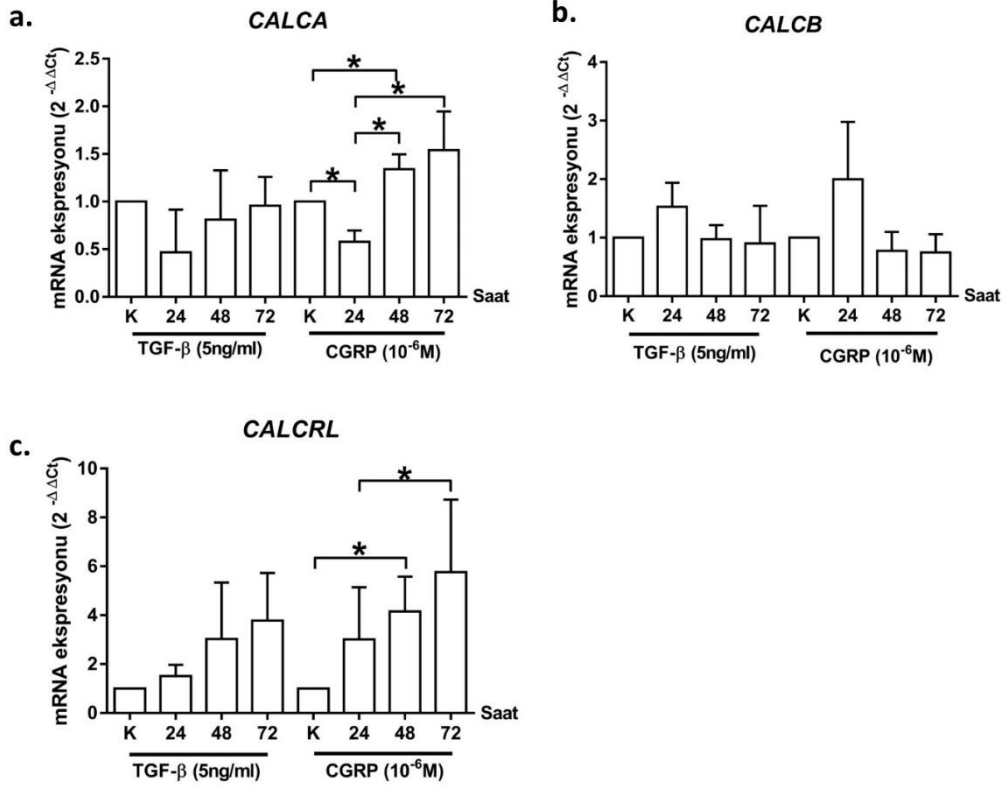 a.
CALCA
mRNA ekspresyonu (2 -ΔΔCt)
2.5
2.0
1.5
1.0
0.5
0.0
* * * *
K 24 48 72 K 24 48 72 Saat
TGF-β (5ng/ml) CGRP (10-6M)
b.
CALCB
mRNA ekspresyonu (2 -ΔΔCt)
4
3
2
1
0
K 24 48 72 K 24 48 72 Saat
TGF-β (5ng/ml) CGRP (10-6M)
c.
CALCRL
mRNA ekspresyonu (2 -ΔΔCt)
10
8
6
4
2
0
* *
K 24 48 72 K 24 48 72 Saat
TGF-β (5ng/ml) CGRP (10-6M)